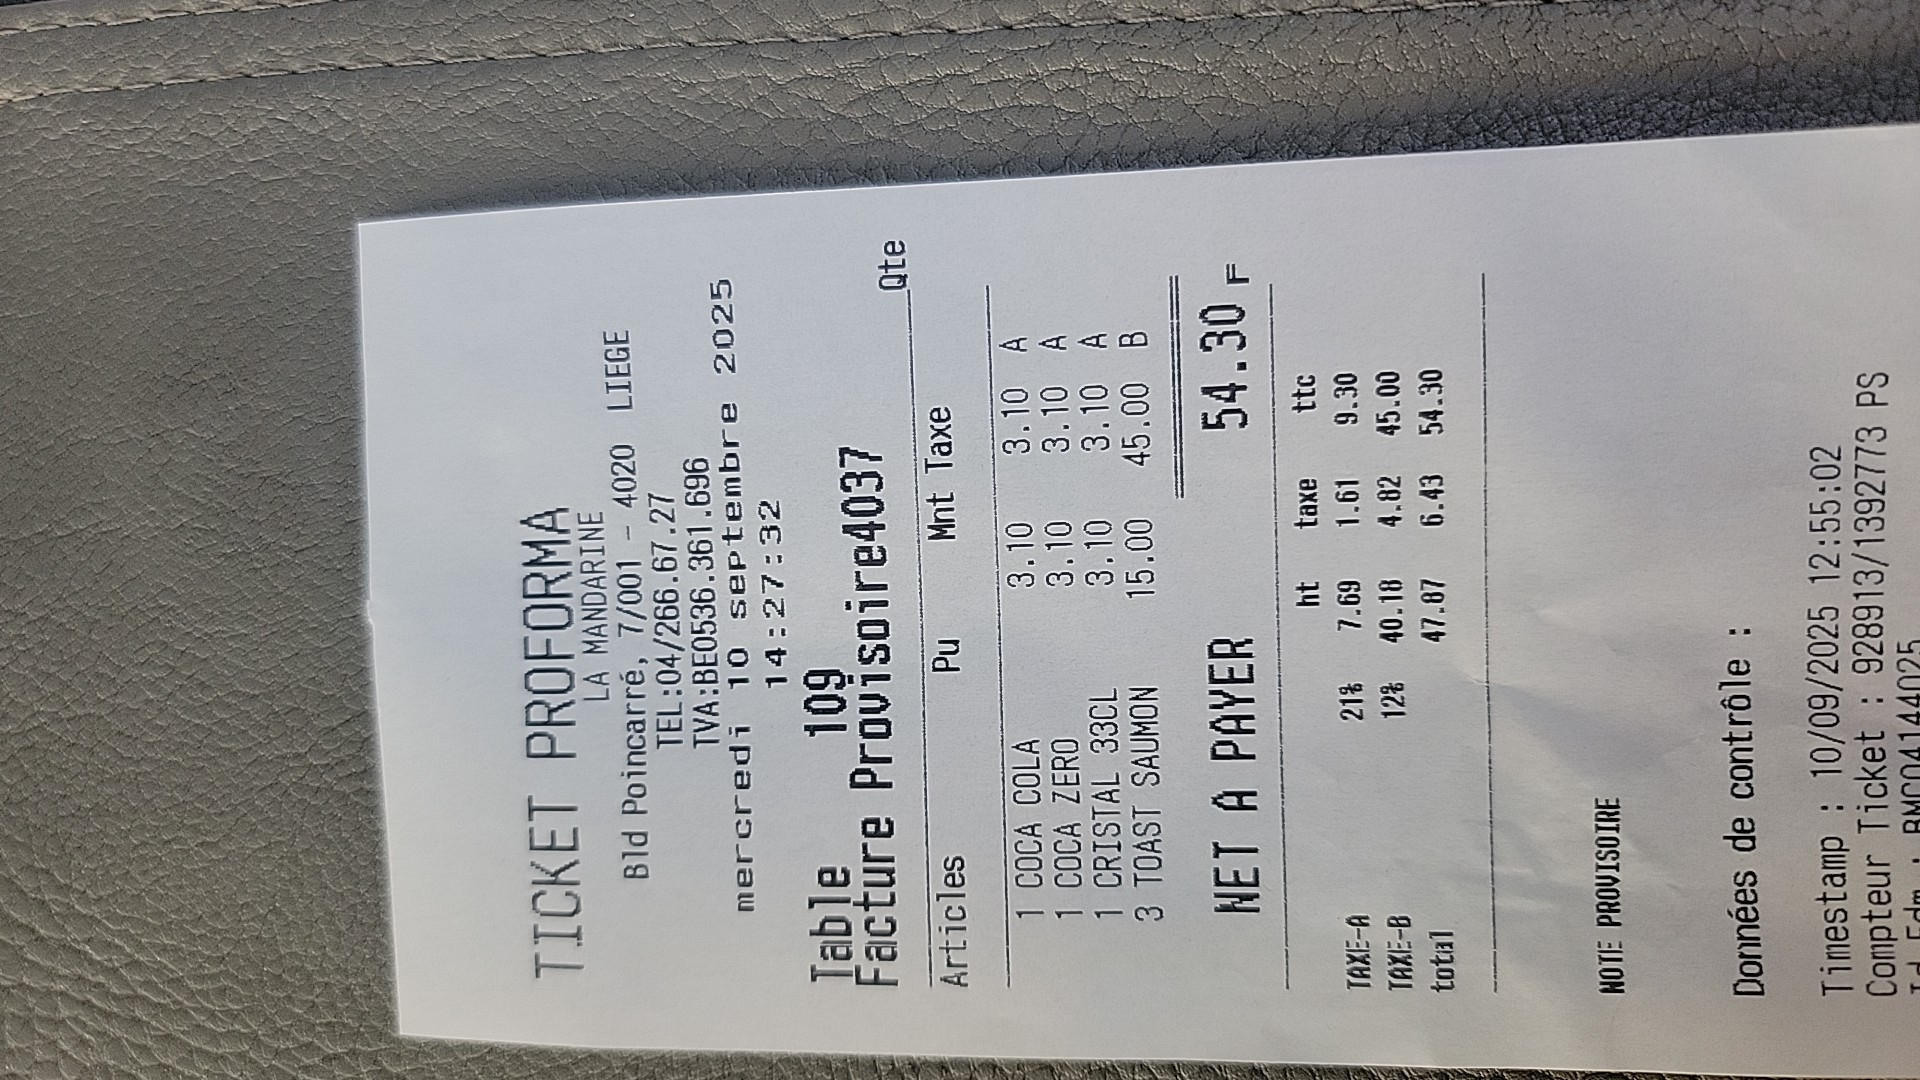 TICKET PROFORMA
LA MANDARINE
Bld Poincarré, 7/001 - 4020 LIEGE
TEL:04/266.67.27
TVA:BE0536.361.696
mercredi 10 septembre 2025
14:27:32
Table 109
Facture Provisoire4037
Qte
Articles Pu Mnt Taxe
1 COCA COLA 3.10 3.10 A
1 COCA ZERO 3.10 3.10 A
1 CRISTAL 33CL 3.10 3.10 A
3 TOAST SAUMON 15.00 45.00 B
NET A PAYER 54.30 F
ht taxe ttc
TAXE-A 21% 7.69 1.61 9.30
TAXE-B 12% 40.18 4.82 45.00
total 47.87 6.43 54.30
NOTE PROVISOIRE
Données de contrôle :
Timestamp : 10/09/2025 12:55:02
Compteur Ticket : 928913/1392773 PS